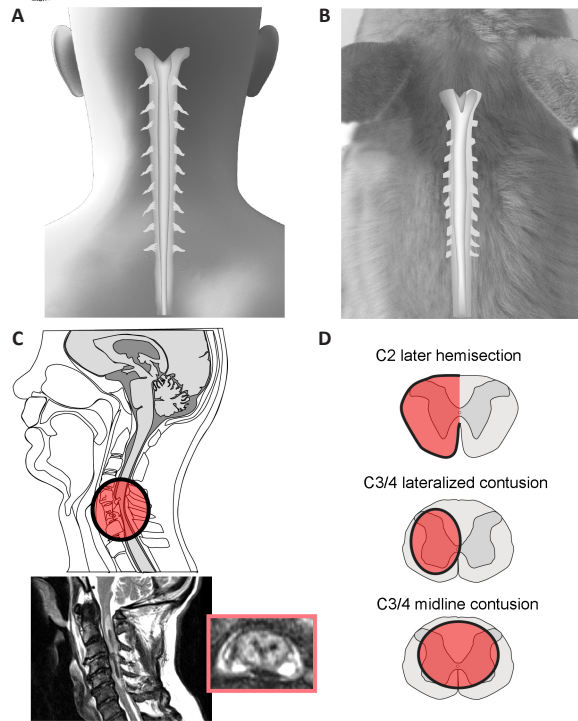 A
B
C
D
C2 later hemisection
C3/4 lateralized contusion
C3/4 midline contusion